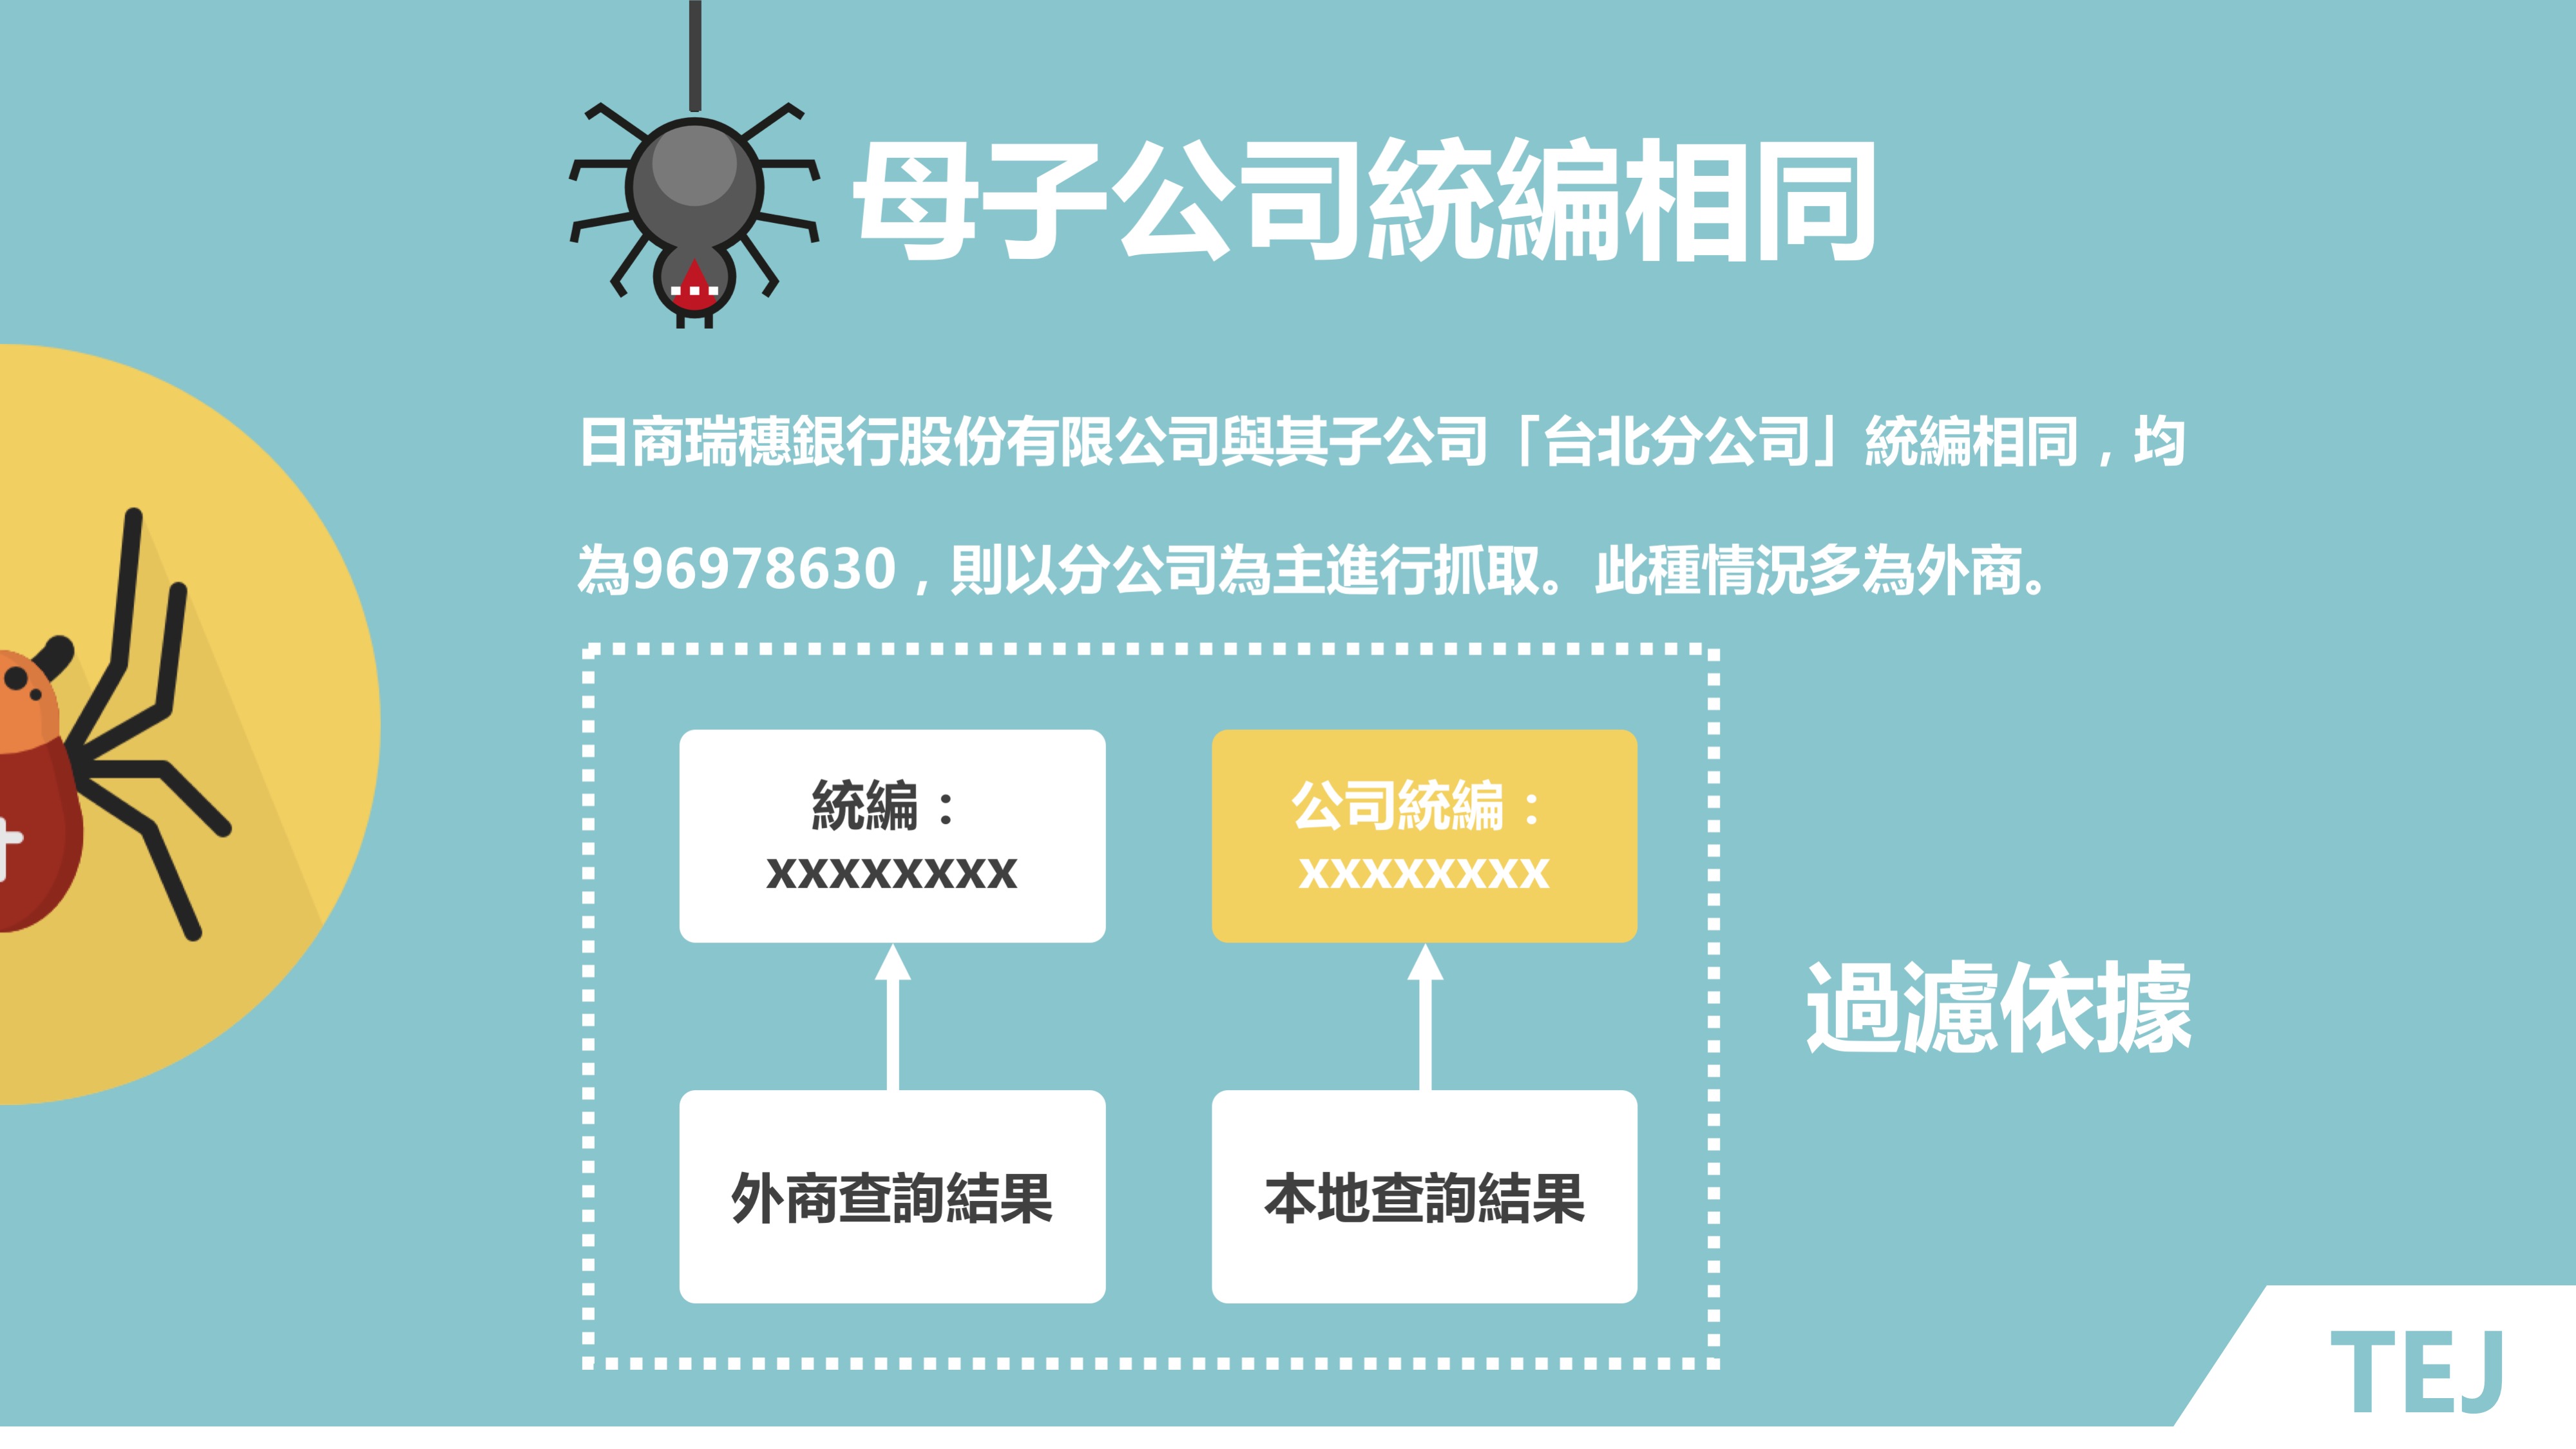 母子公司統編相同
日商瑞穗銀行股份有限公司與其子公司「台北分公司」統編相同，均
為96978630，則以分公司為主進行抓取。此種情況多為外商。
統編：
xxxxxxxx
公司統編：
xxxxxxxx
過濾依據
外商查詢結果
本地查詢結果
TEJ